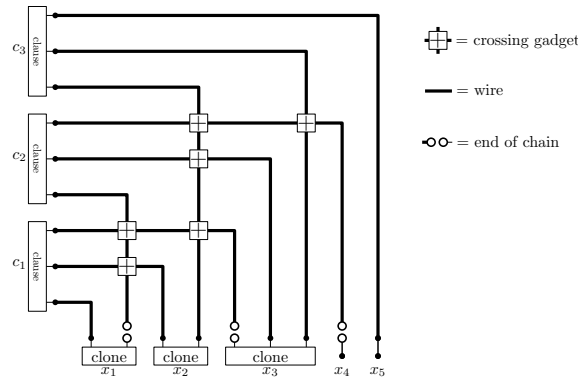 c3
clause
= crossing gadget
= wire
= end of chain
c2
clause
c1
clause
clone clone clone
x1 x2 x3 x4 x5